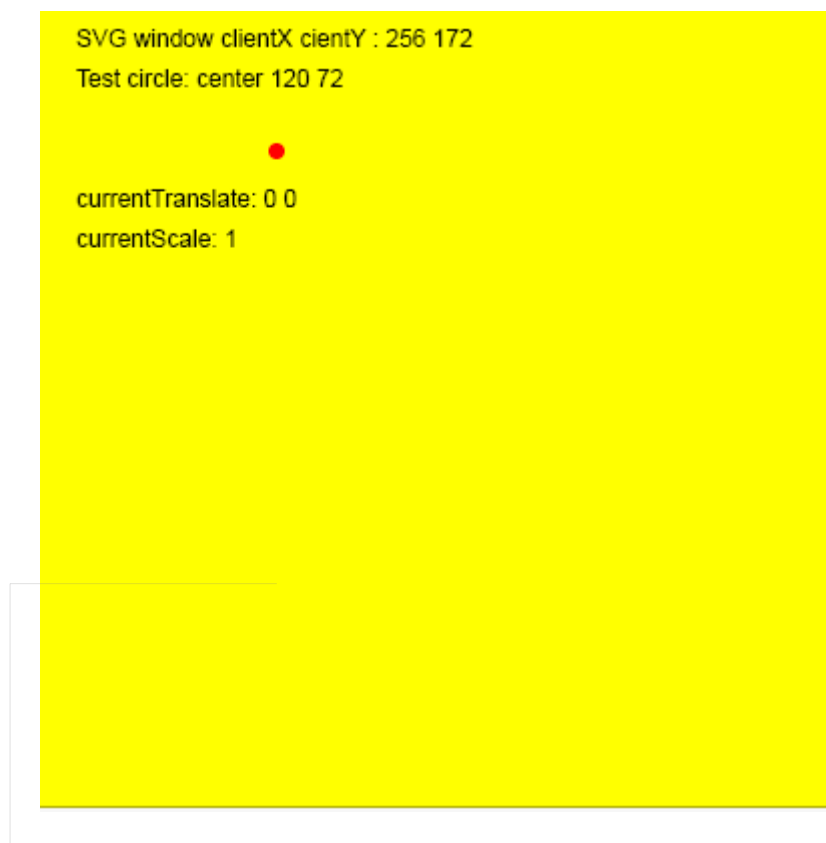 SVG window clientX cientY : 256 172
Test circle: center 120 72
currentTranslate: 0 0
currentScale: 1